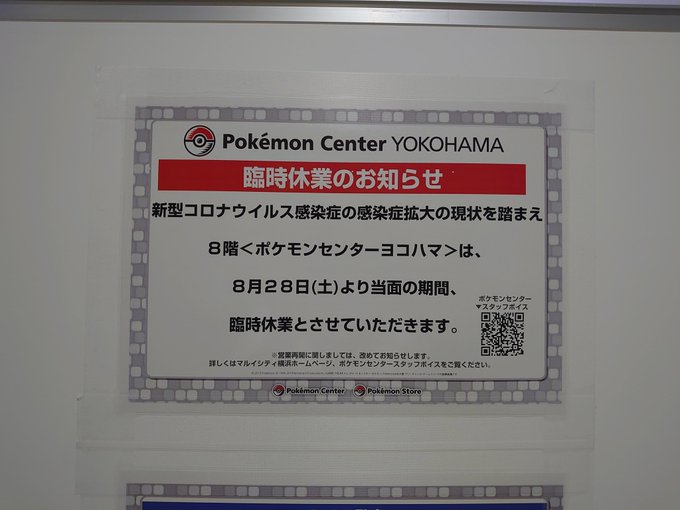 Pokémon Center YOKOHAMA
臨時休業のお知らせ
新型コロナウイルス感染症の感染症拡大の現状を踏まえ
8階<ポケモンセンターヨコハマ>は、
8月28日(土)より当面の期間、
臨時休業とさせていただきます。
ポケモンセンター
▼スタッフボイス
※営業再開に関しましては、改めてお知らせします。
詳しくはマルイシティ横浜ホームページ、ポケモンセンタースタッフボイスをご覧ください。
Pokémon Center Pokémon Store